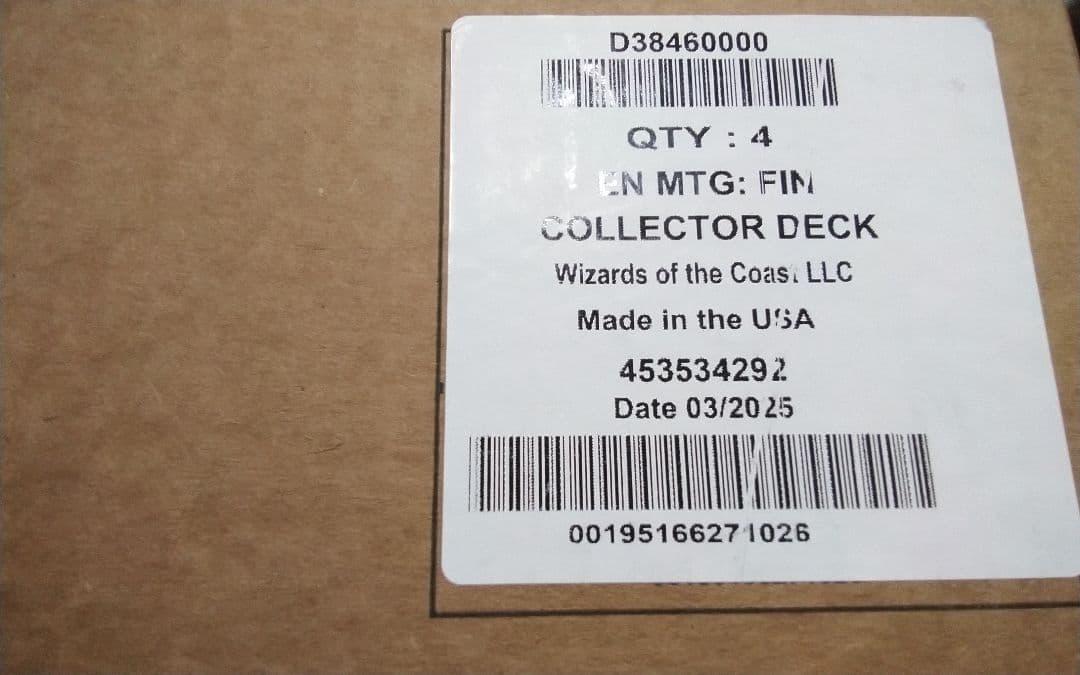 D38460000
QTY : 4
EN MTG: FIN
COLLECTOR DECK
Wizards of the Coast LLC
Made in the USA
453534292
Date 03/2025
00195166271026